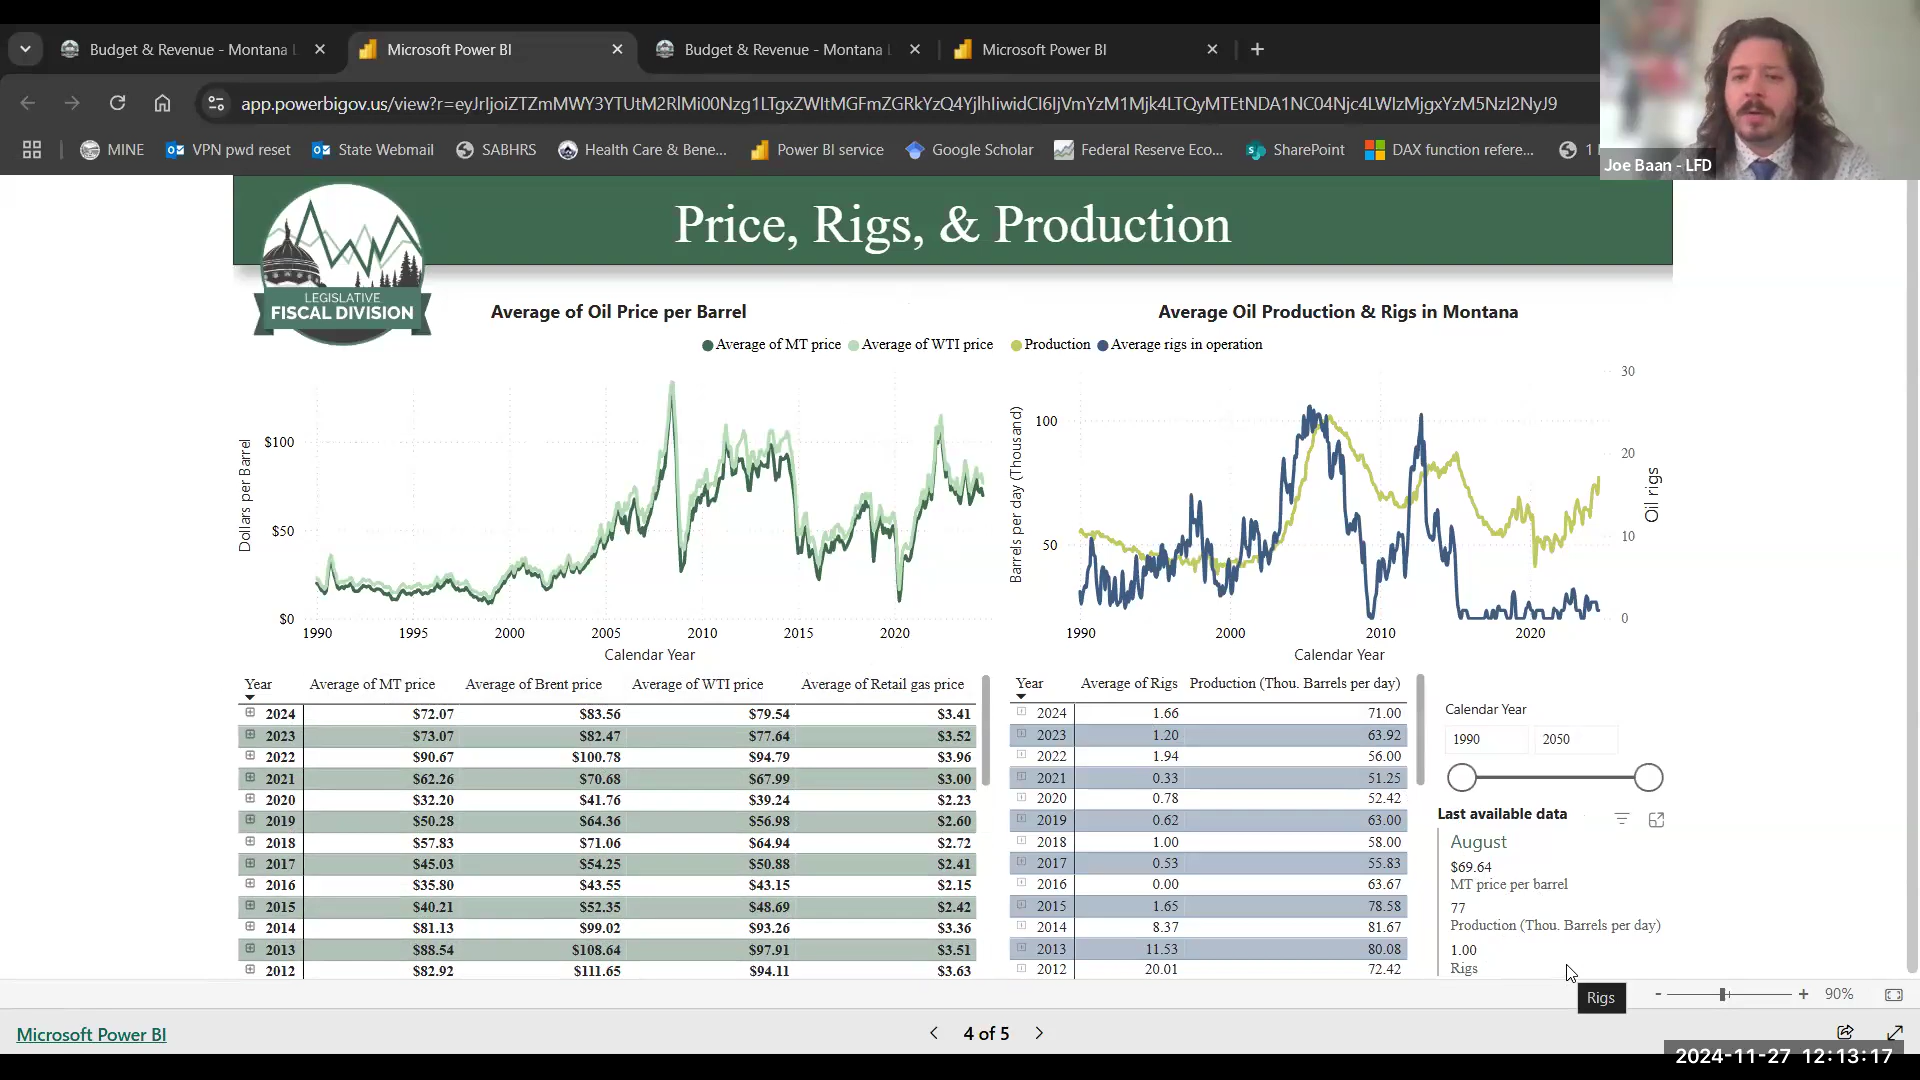 Budget & Revenue - Montana
Microsoft Power BI
Budget & Revenue - Montana
Microsoft Power BI
app.powerbigov.us/view?r=eyJrIjoiZTZmMWY3YTUtM2RlMi00Nzg1LTgxZWItMGFmZGRkYzQ4YjlhIiwidCI6IjVmYzM1Mjk4LTQyMTEtNDA1NC04Njc4LWIzMjgxYzM5NzI2NyJ9
MINE
VPN pwd reset
State Webmail
SABHRS
Health Care & Bene...
Power BI service
Google Scholar
Federal Reserve Eco...
SharePoint
DAX function refere...
Joe Baan - LFD
Price, Rigs, & Production
LEGISLATIVE
FISCAL DIVISION
Average of Oil Price per Barrel
Average of MT price Average of WTI price
Dollars per Barrel
$100
$50
$0
1990 1995 2000 2005 2010 2015 2020
Calendar Year
Average Oil Production & Rigs in Montana
Production Average rigs in operation
Barrels per day (Thousand)
100
50
30
20
10
0
Oil rigs
1990 2000 2010 2020
Calendar Year
Year Average of MT price Average of Brent price Average of WTI price Average of Retail gas price
2024 $72.07 $83.56 $79.54 $3.41
2023 $73.07 $82.47 $77.64 $3.52
2022 $90.67 $100.78 $94.79 $3.96
2021 $62.26 $70.68 $67.99 $3.00
2020 $32.20 $41.76 $39.24 $2.23
2019 $50.28 $64.36 $56.98 $2.60
2018 $57.83 $71.06 $64.94 $2.72
2017 $45.03 $54.25 $50.88 $2.41
2016 $35.80 $43.55 $43.15 $2.15
2015 $40.21 $52.35 $48.69 $2.42
2014 $81.13 $99.02 $93.26 $3.36
2013 $88.54 $108.64 $97.91 $3.51
2012 $82.92 $111.65 $94.11 $3.63
Year Average of Rigs Production (Thou. Barrels per day)
2024 1.66 71.00
2023 1.20 63.92
2022 1.94 56.00
2021 0.33 51.25
2020 0.78 52.42
2019 0.62 63.00
2018 1.00 58.00
2017 0.53 55.83
2016 0.00 63.67
2015 1.65 78.58
2014 8.37 81.67
2013 11.53 80.08
2012 20.01 72.42
Calendar Year
1990 2050
Last available data
August
$69.64
MT price per barrel
77
Production (Thou. Barrels per day)
1.00
Rigs
Rigs
- + 90%
Microsoft Power BI
4 of 5
2024-11-27 12:13:17